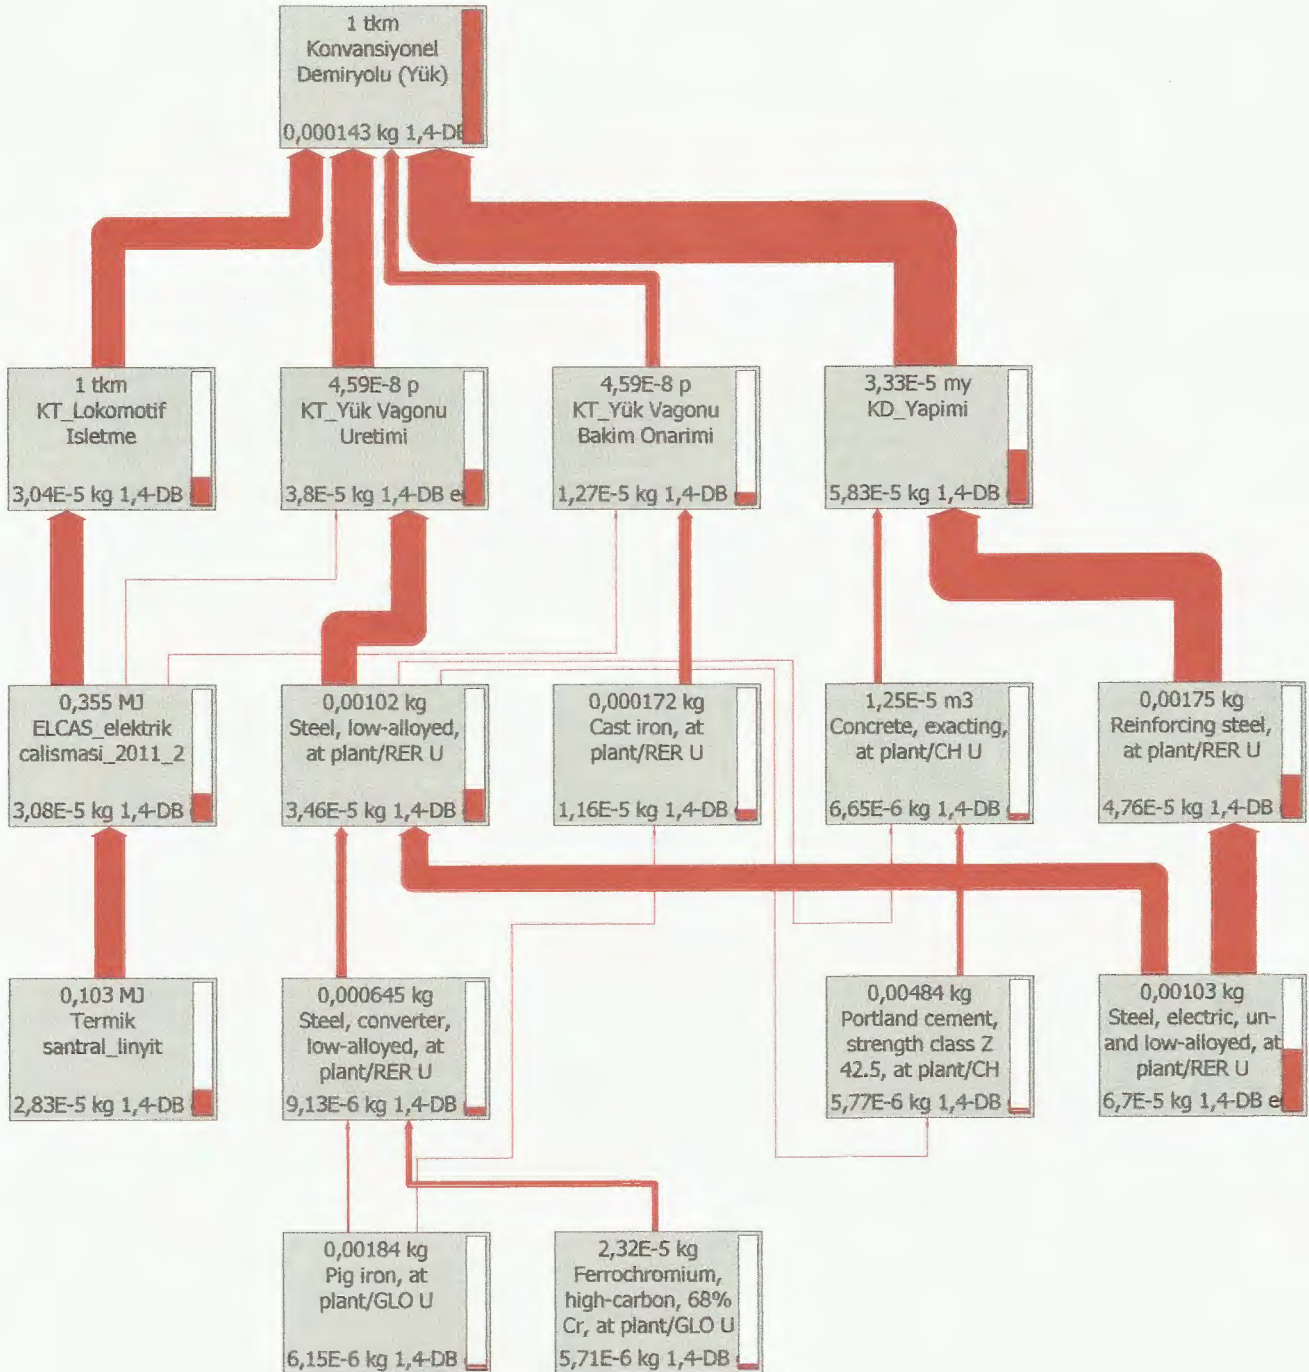 1 tkm
Konvansiyonel
Demiryolu (Yük)
0,000143 kg 1,4-DB
1 tkm
KT_Lokomotif
Isletme
3,04E-5 kg 1,4-DB
4,59E-8 p
KT_Yük Vagonu
Uretimi
3,8E-5 kg 1,4-DB e
4,59E-8 p
KT_Yük Vagonu
Bakim Onarimi
1,27E-5 kg 1,4-DB
3,33E-5 my
KD_Yapimi
5,83E-5 kg 1,4-DB
0,355 MJ
ELCAS_elektrik
calismasi_2011_2
3,08E-5 kg 1,4-DB
0,00102 kg
Steel, low-alloyed,
at plant/RER U
3,46E-5 kg 1,4-DB
0,000172 kg
Cast iron, at
plant/RER U
1,16E-5 kg 1,4-DB
1,25E-5 m3
Concrete, exacting,
at plant/CH U
6,65E-6 kg 1,4-DB
0,00175 kg
Reinforcing steel,
at plant/RER U
4,76E-5 kg 1,4-DB
0,103 MJ
Termik
santral_linyit
2,83E-5 kg 1,4-DB
0,000645 kg
Steel, converter,
low-alloyed, at
plant/RER U
9,13E-6 kg 1,4-DB
0,00484 kg
Portland cement,
strength class Z
42.5, at plant/CH
5,77E-6 kg 1,4-DB
0,00103 kg
Steel, electric, un-
and low-alloyed, at
plant/RER U
6,7E-5 kg 1,4-DB e
0,00184 kg
Pig iron, at
plant/GLO U
6,15E-6 kg 1,4-DB
2,32E-5 kg
Ferrochromium,
high-carbon, 68%
Cr, at plant/GLO U
5,71E-6 kg 1,4-DB